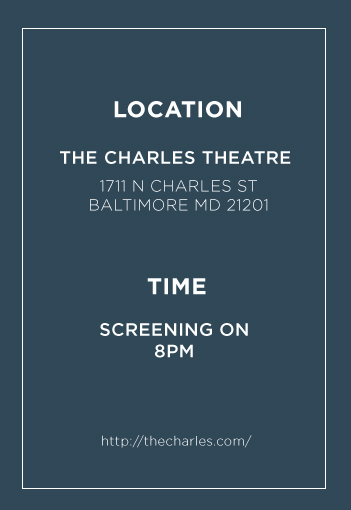 LOCATION
THE CHARLES THEATRE
1711 N CHARLES ST
BALTIMORE MD 21201
TIME
SCREENING ON
8PM
http://thecharles.com/